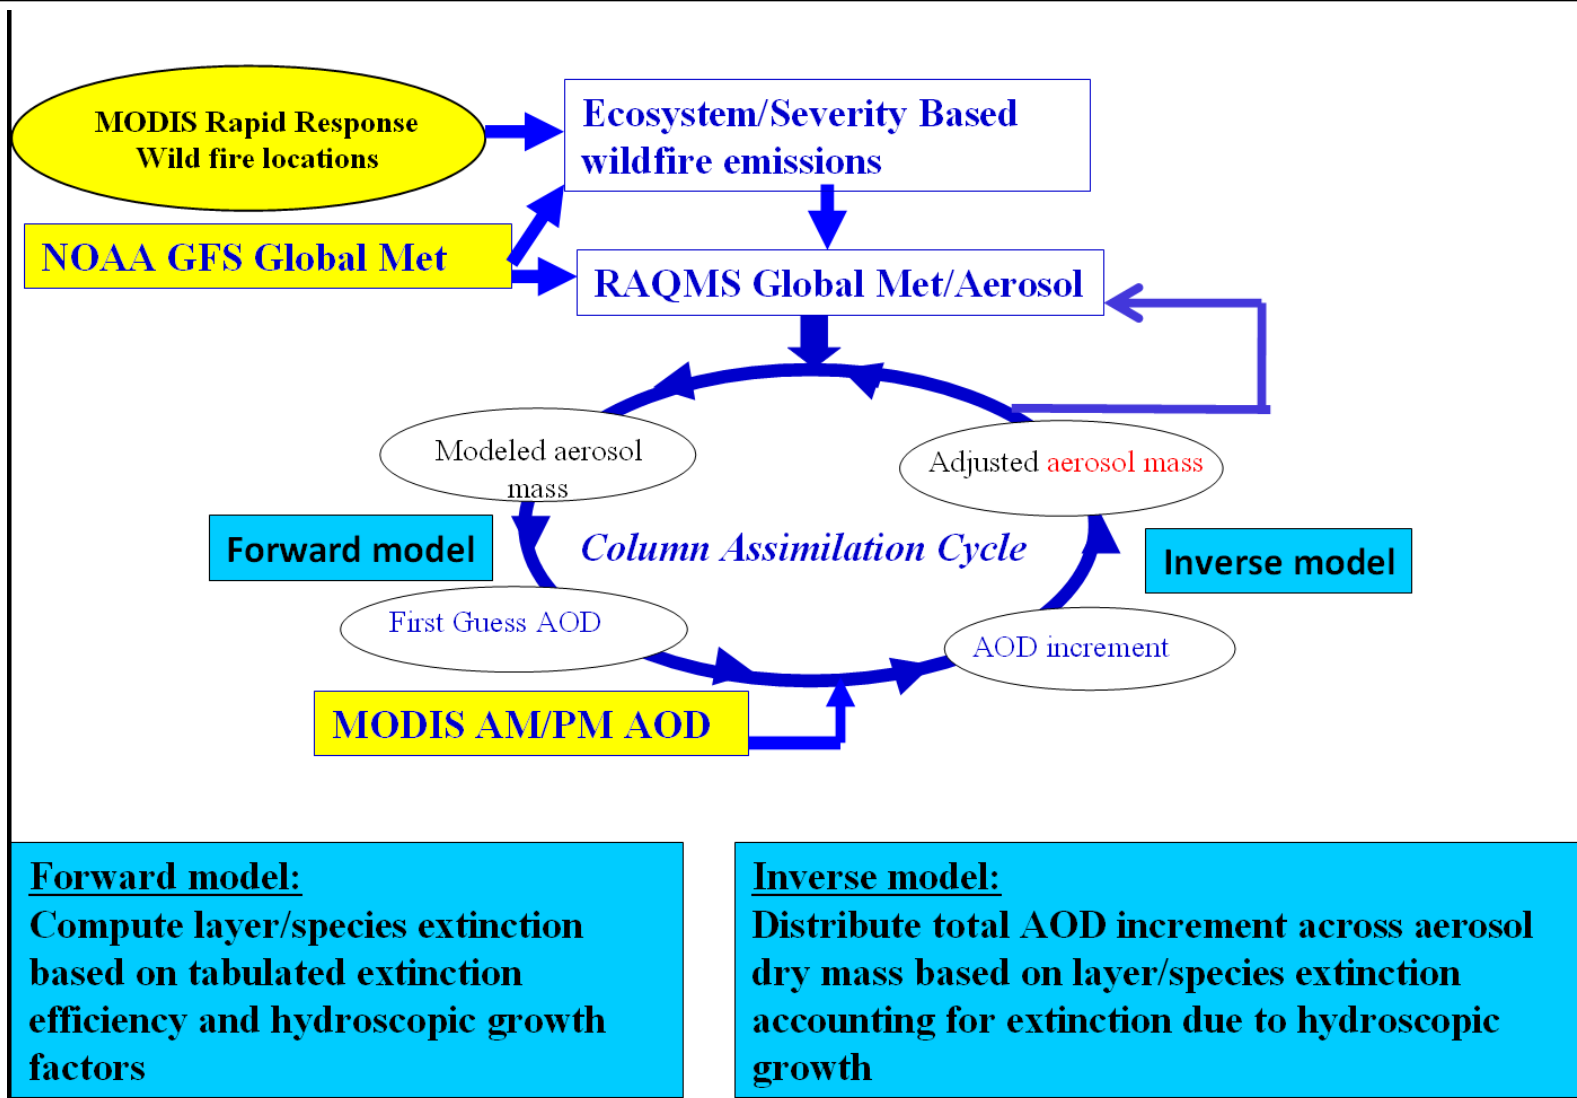 MODIS Rapid Response
Wild fire locations
Ecosystem/Severity Based
wildfire emissions
NOAA GFS Global Met
RAQMS Global Met/Aerosol
Modeled aerosol
mass
Adjusted aerosol mass
Forward model
Column Assimilation Cycle
Inverse model
First Guess AOD
AOD increment
MODIS AM/PM AOD
Forward model:
Compute layer/species extinction
based on tabulated extinction
efficiency and hydroscopic growth
factors
Inverse model:
Distribute total AOD increment across aerosol
dry mass based on layer/species extinction
accounting for extinction due to hydroscopic
growth